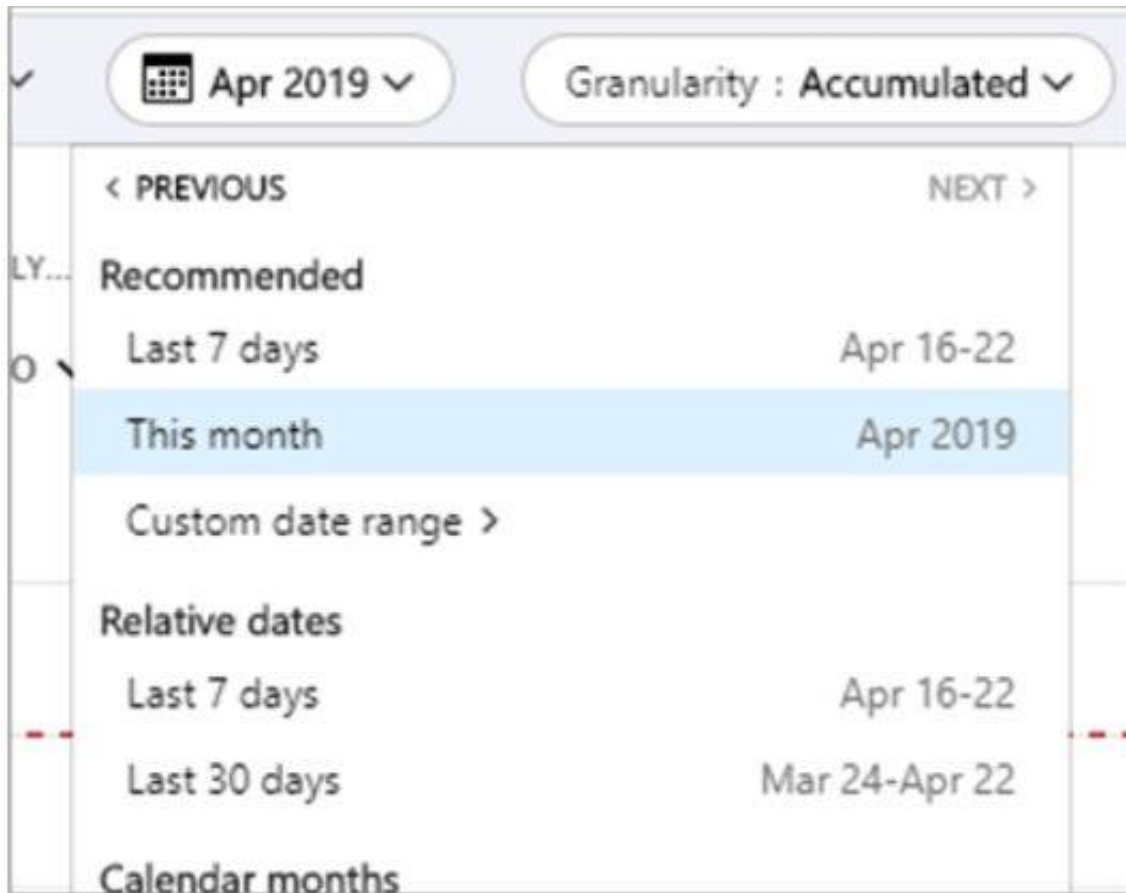 Apr 2019 Granularity : Accumulated
< PREVIOUS NEXT >
Recommended
LY...
Last 7 days Apr 16-22
O
This month Apr 2019
Custom date range >
Relative dates
Last 7 days Apr 16-22
Last 30 days Mar 24-Apr 22
Calendar months